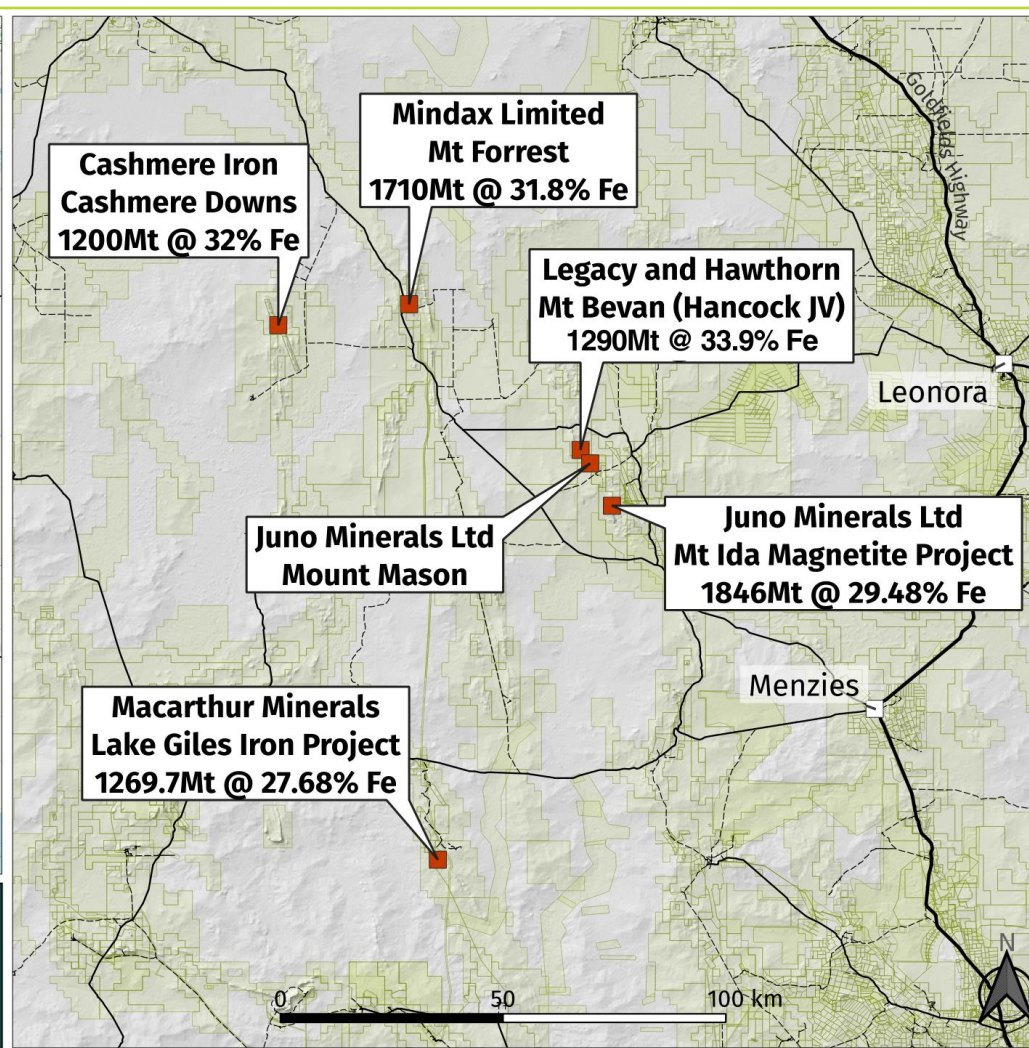 Goldfields Highway
Mindax Limited
Mt Forrest
1710Mt @ 31.8% Fe
Cashmere Iron
Cashmere Downs
1200Mt @ 32% Fe
Legacy and Hawthorn
Mt Bevan (Hancock JV)
1290Mt @ 33.9% Fe
Leonora
Juno Minerals Ltd
Mount Mason
Juno Minerals Ltd
Mt Ida Magnetite Project
1846Mt @ 29.48% Fe
Menzies
Macarthur Minerals
Lake Giles Iron Project
1269.7Mt @ 27.68% Fe
N
0 50 100 km